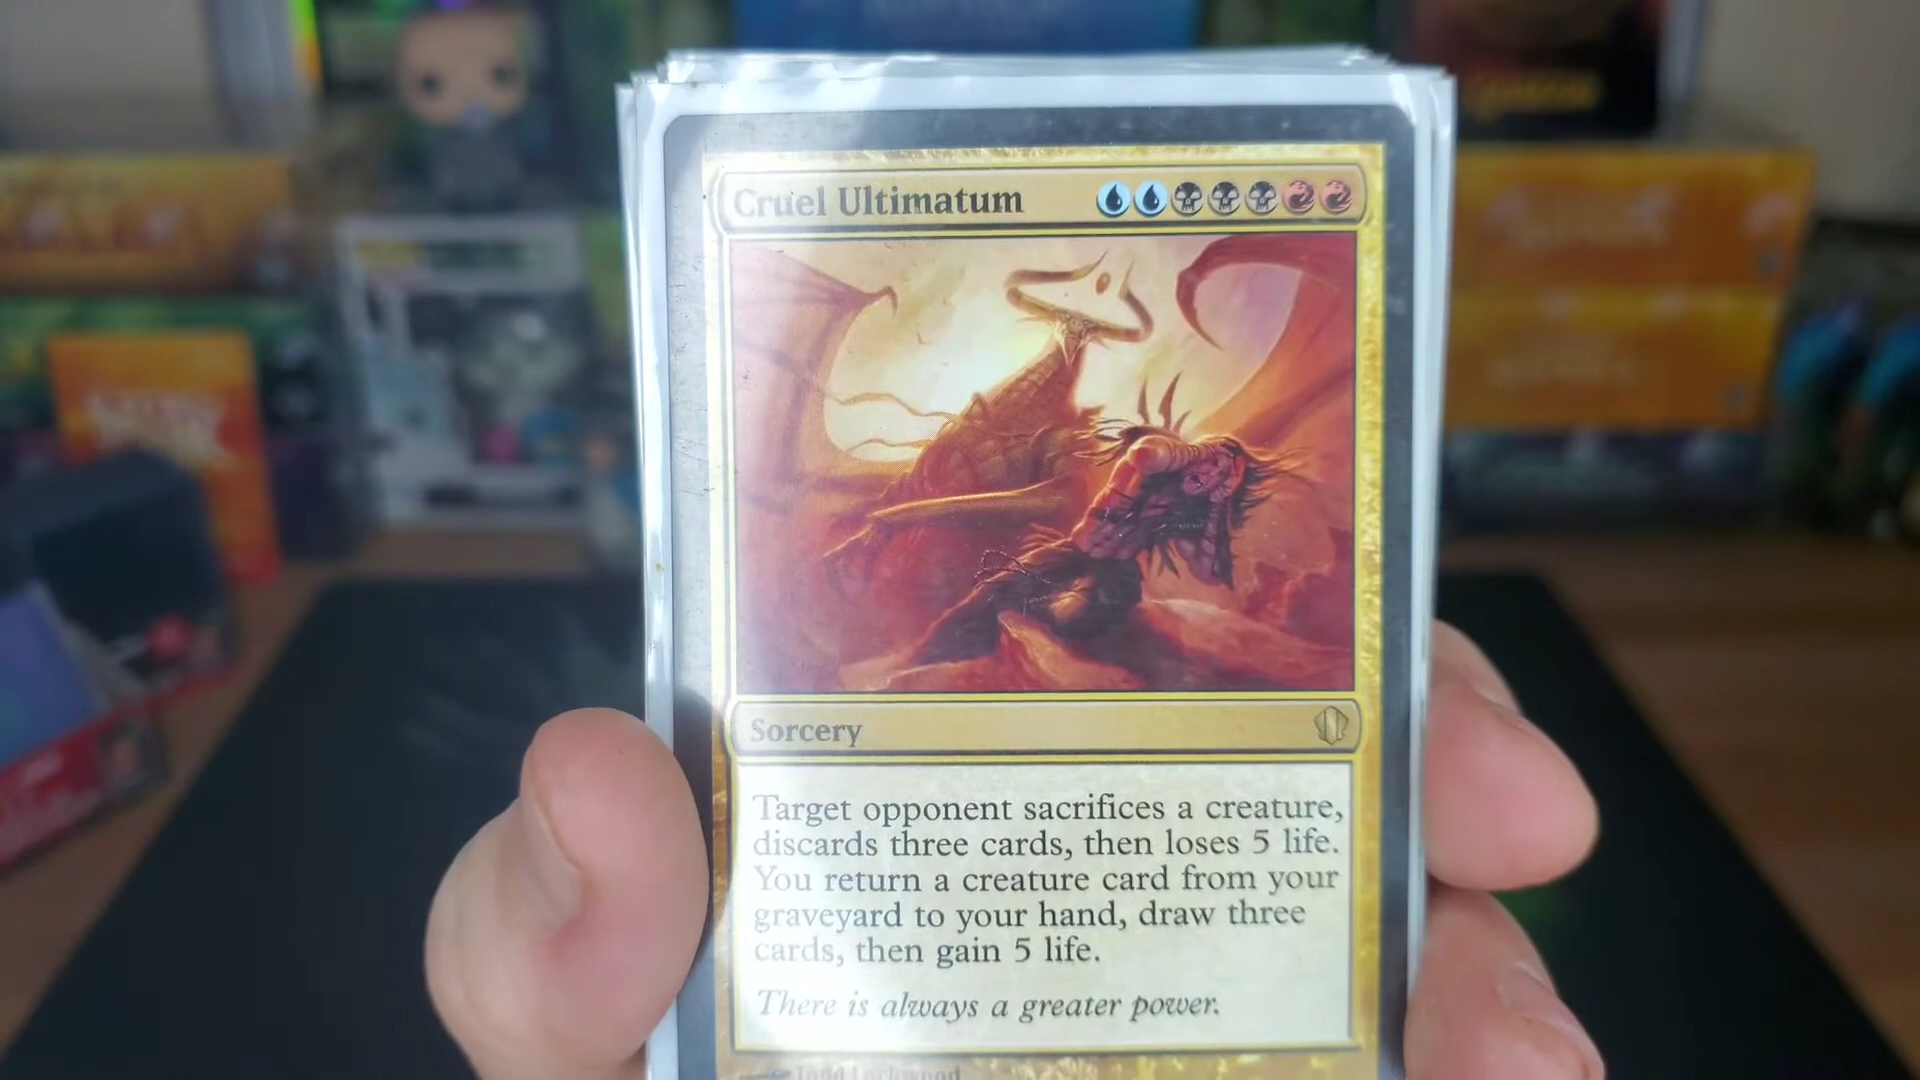 Cruel Ultimatum
Sorcery
Target opponent sacrifices a creature,
discards three cards, then loses 5 life.
You return a creature card from your
graveyard to your hand, draw three
cards, then gain 5 life.
There is always a greater power.